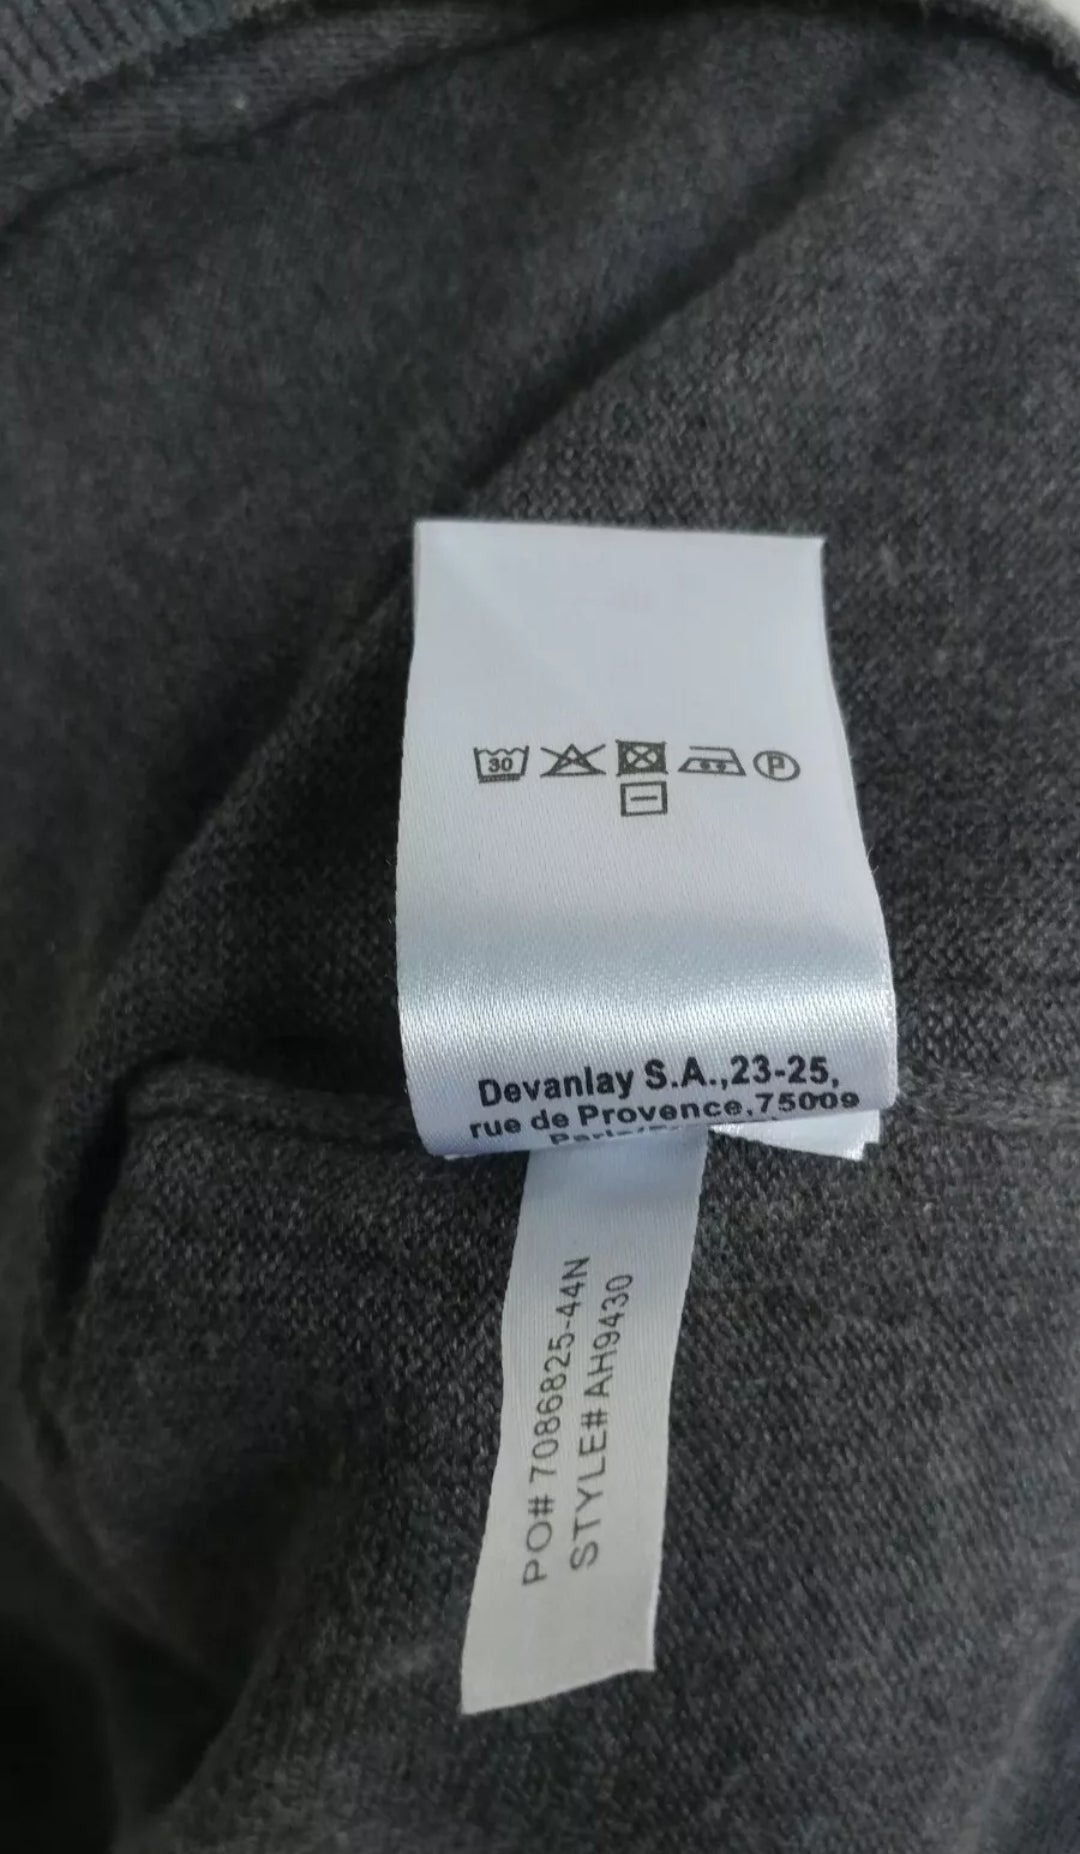 30
P
Devanlay S.A.,23-25,
rue de Provence,75009
PO# 7086825-44N
STYLE# AH9430